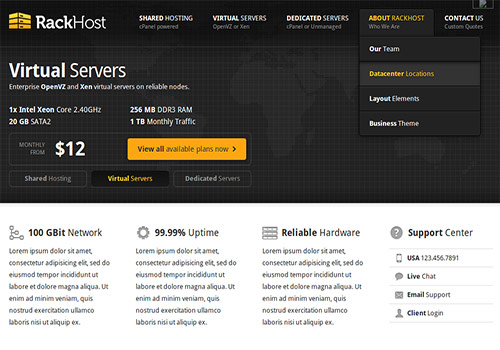 RackHost
SHARED HOSTING
cPanel powered
VIRTUAL SERVERS
OpenVZ or Xen
DEDICATED SERVERS
cPanel or Unmanaged
ABOUT RACKHOST
Who We Are
CONTACT US
Custom Quotes
Our Team
Datacenter Locations
Layout Elements
Business Theme
Virtual Servers
Enterprise OpenVZ and Xen virtual servers on reliable nodes.
1x Intel Xeon Core 2.40GHz
256 MB DDR3 RAM
20 GB SATA2
1 TB Monthly Traffic
MONTHLY
FROM
$12
View all available plans now
Shared Hosting
Virtual Servers
Dedicated Servers
100 GBit Network
Lorem ipsum dolor sit amet,
consectetur adipisicing elit, sed do
eiusmod tempor incididunt ut
labore et dolore magna aliqua. Ut
enim ad minim veniam, quis
nostrud exercitation ullamco
laboris nisi ut aliquip ex.
99.99% Uptime
Lorem ipsum dolor sit amet,
consectetur adipisicing elit, sed do
eiusmod tempor incididunt ut
labore et dolore magna aliqua. Ut
enim ad minim veniam, quis
nostrud exercitation ullamco
laboris nisi ut aliquip ex.
Reliable Hardware
Lorem ipsum dolor sit amet,
consectetur adipisicing elit, sed do
eiusmod tempor incididunt ut
labore et dolore magna aliqua. Ut
enim ad minim veniam, quis
nostrud exercitation ullamco
laboris nisi ut aliquip ex.
Support Center
USA 123.456.7891
Live Chat
Email Support
Client Login